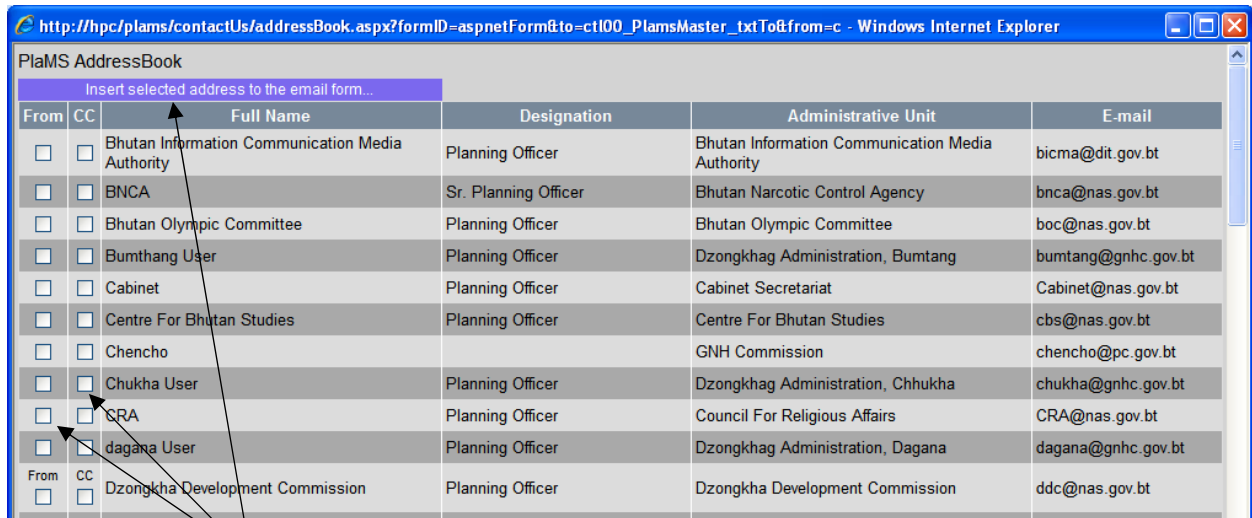 http://hpc/plams/contactUs/addressBook.aspx?formID=aspnetForm&to=ctl00_PlamsMaster_txtTo&from=c - Windows Internet Explorer
PlaMS AddressBook
Insert selected address to the email form...
From CC Full Name Designation Administrative Unit E-mail
Bhutan Information Communication Media Authority Planning Officer Bhutan Information Communication Media Authority bicma@dit.gov.bt
BNCA Sr. Planning Officer Bhutan Narcotic Control Agency bnca@nas.gov.bt
Bhutan Olympic Committee Planning Officer Bhutan Olympic Committee boc@nas.gov.bt
Bumthang User Planning Officer Dzongkhag Administration, Bumtang bumtang@gnhc.gov.bt
Cabinet Planning Officer Cabinet Secretariat Cabinet@nas.gov.bt
Centre For Bhutan Studies Planning Officer Centre For Bhutan Studies cbs@nas.gov.bt
Chencho GNH Commission chencho@pc.gov.bt
Chukha User Planning Officer Dzongkhag Administration, Chhukha chukha@gnhc.gov.bt
CRA Planning Officer Council For Religious Affairs CRA@nas.gov.bt
dagana User Planning Officer Dzongkhag Administration, Dagana dagana@gnhc.gov.bt
From CC Dzongkha Development Commission Planning Officer Dzongkha Development Commission ddc@nas.gov.bt